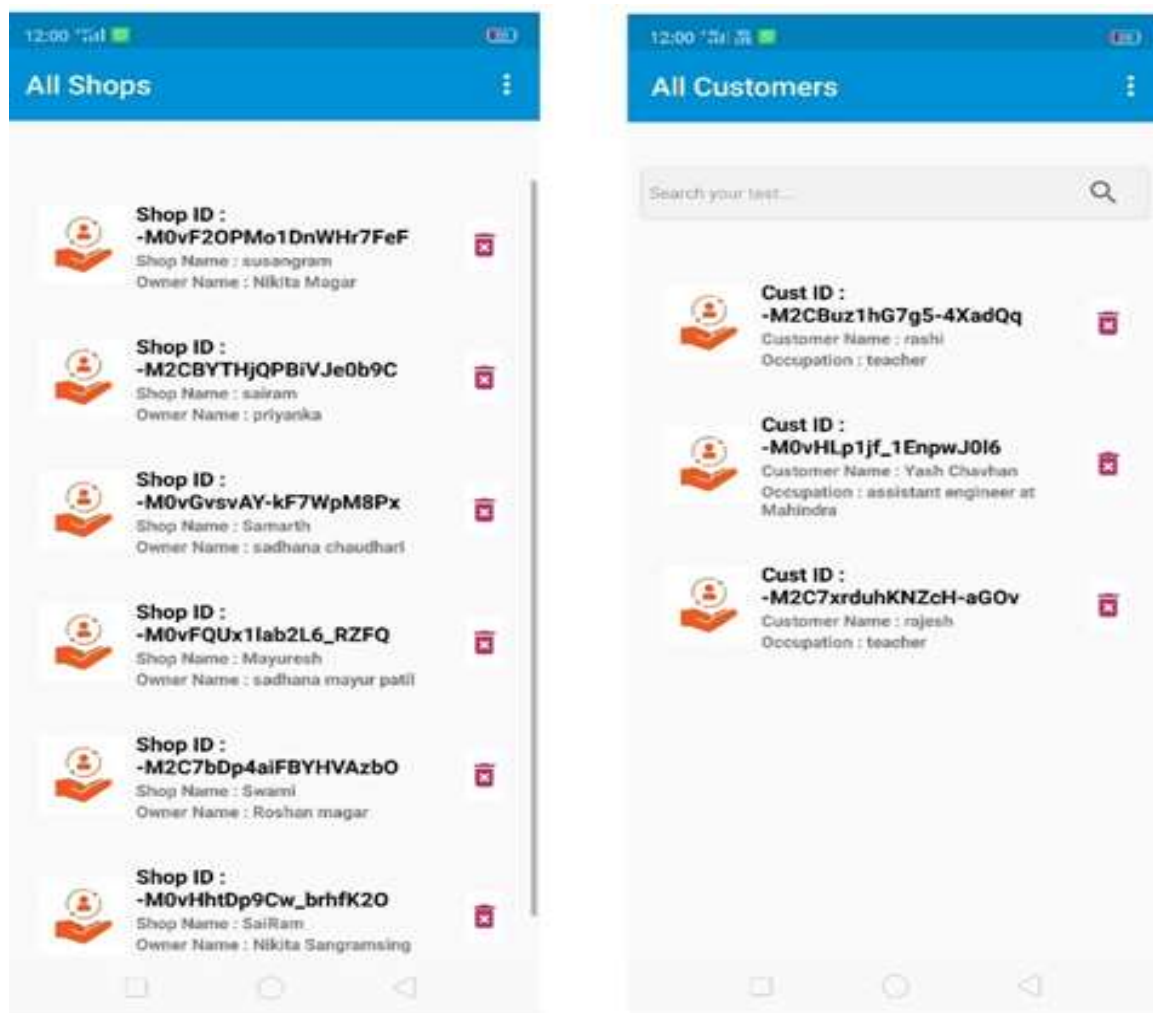 12:00
All Shops
Shop ID :
-M0vF2OPMo1DnWHr7FeF
Shop Name : susangram
Owner Name : Nikita Magar
Shop ID :
-M2CBYTHjQPBiVJe0b9C
Shop Name : sairam
Owner Name : priyanka
Shop ID :
-M0vGvsvAY-kF7WpM8Px
Shop Name : Samarth
Owner Name : sadhana chaudhari
Shop ID :
-M0vFQUx1lab2L6_RZFQ
Shop Name : Mayuresh
Owner Name : sadhana mayur patil
Shop ID :
-M2C7bDp4aiFBYHVAzbO
Shop Name : Swami
Owner Name : Roshan magar
Shop ID :
-M0vHhtDp9Cw_brhfK2O
Shop Name : SaiRam
Owner Name : Nikita Sangramsing
12:00
All Customers
Search your text...
Cust ID :
-M2CBuz1hG7g5-4XadQq
Customer Name : rashi
Occupation : teacher
Cust ID :
-M0vHLp1jf_1EnpwJ0l6
Customer Name : Yash Chavhan
Occupation : assistant engineer at
Mahindra
Cust ID :
-M2C7xrduhKNZcH-aGOv
Customer Name : rajesh
Occupation : teacher